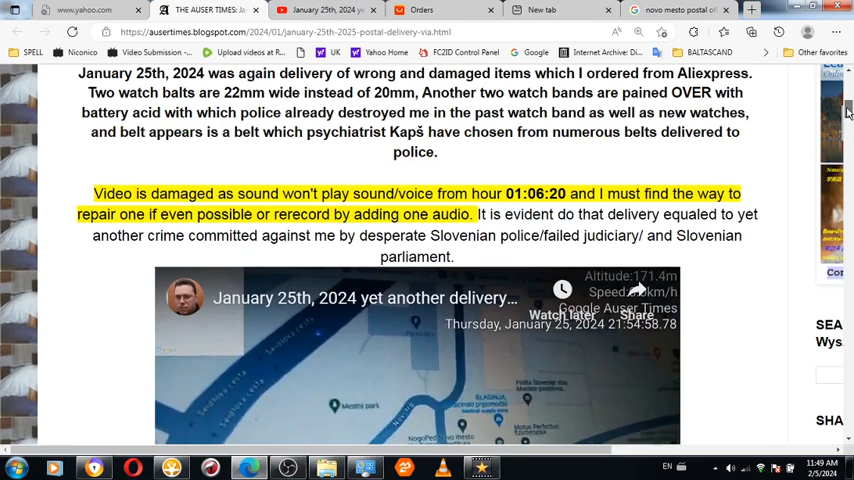 www.yahoo.com
THE AUSER TIMES: Ja
January 25th, 2024 ye
Orders
New tab
novo mesto postal of
https://ausertimes.blogspot.com/2024/01/january-25th-2025-postal-delivery-via.html
SPELL
Niconico
Video Submission -...
Upload videos at R...
UK
Yahoo Home
FC2ID Control Panel
Google
Internet Archive: Di...
BALTASCAND
Other favorites
January 25th, 2024 was again delivery of wrong and damaged items which I ordered from Aliexpress.
Two watch balts are 22mm wide instead of 20mm, Another two watch bands are pained OVER with
battery acid with which police already destroyed me in the past watch band as well as new watches,
and belt appears is a belt which psychiatrist Kapš have chosen from numerous belts delivered to
police.
Video is damaged as sound won't play sound/voice from hour 01:06:20 and I must find the way to
repair one if even possible or rerecord by adding one audio. It is evident do that delivery equaled to yet
another crime committed against me by desperate Slovenian police/failed judiciary/ and Slovenian
parliament.
January 25th, 2024 yet another delivery...
Altitude:171.4m
Google Auser Times
Watch later
Share
Thursday, January 25, 2024 21:54:58.78
Seidlova cesta
Seidlova cesta
Mestni park
BLAGINJA,
SEA
Wys.
SHA
EN
11:49 AM
2/5/2024